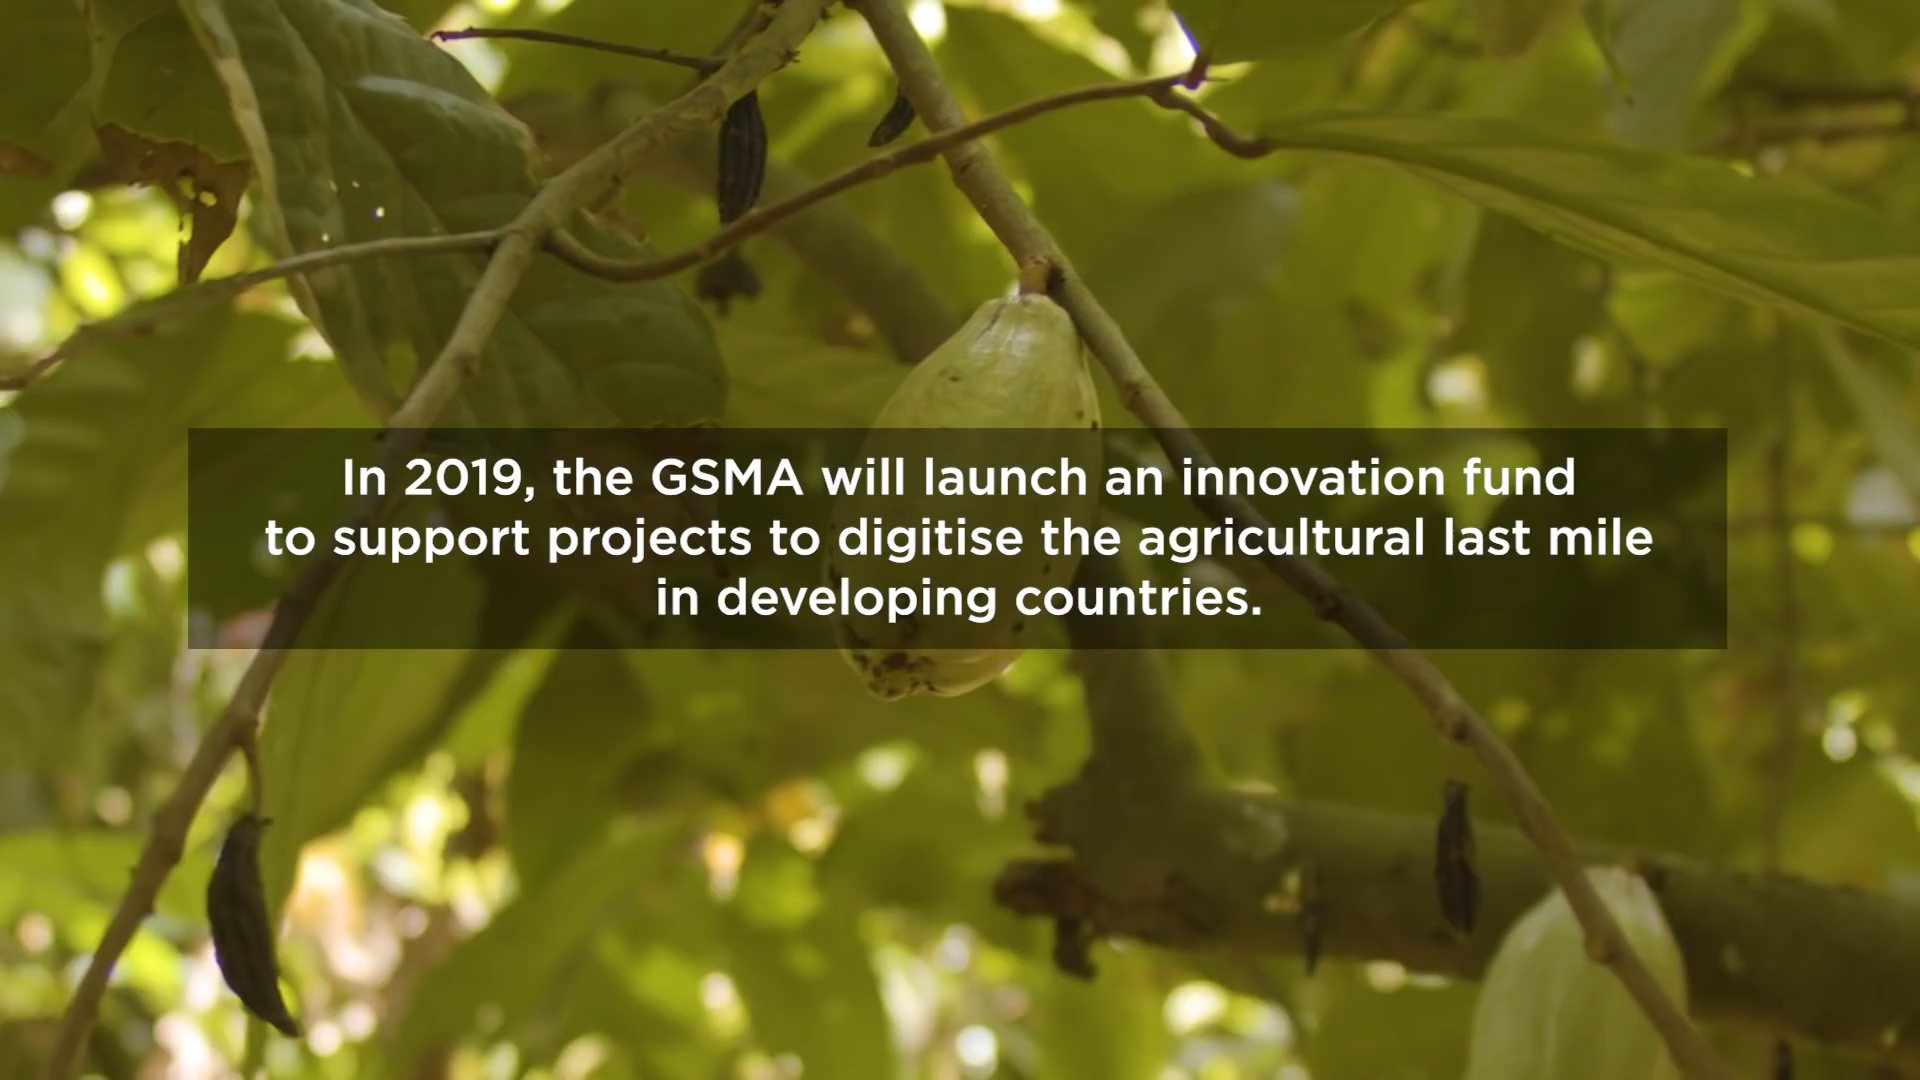 In 2019, the GSMA will launch an innovation fund
to support projects to digitise the agricultural last mile
in developing countries.